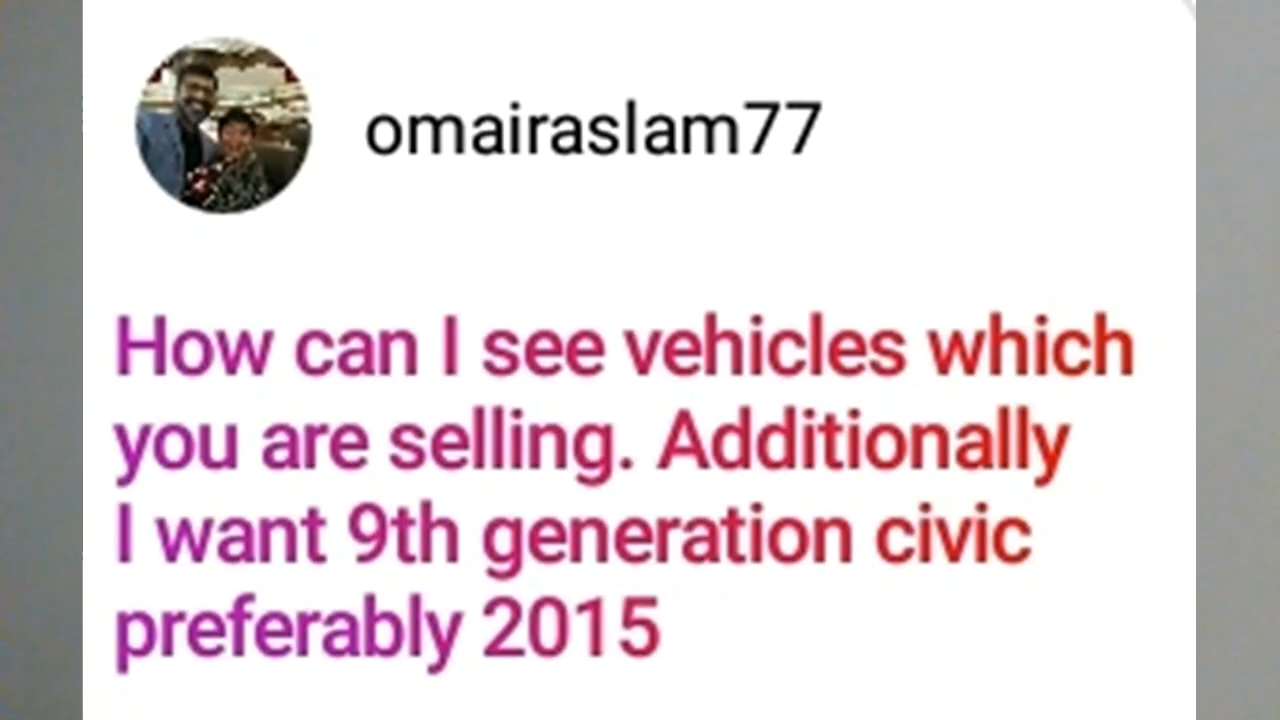 omairaslam77
How can I see vehicles which
you are selling. Additionally
I want 9th generation civic
preferably 2015